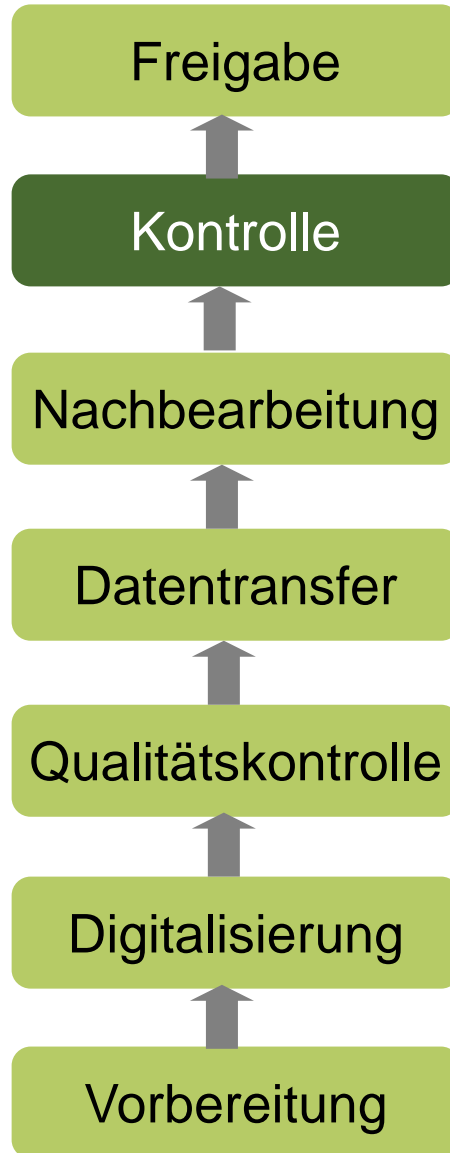 Freigabe
Kontrolle
Nachbearbeitung
Datentransfer
Qualitätskontrolle
Digitalisierung
Vorbereitung